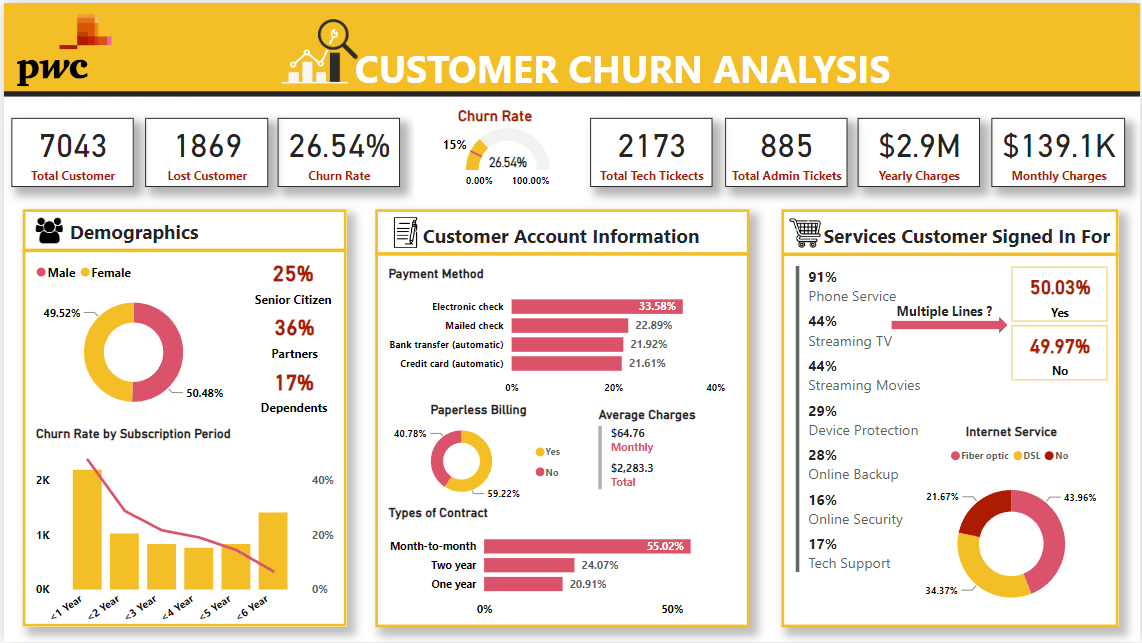 pwc
CUSTOMER CHURN ANALYSIS
7043
Total Customer
1869
Lost Customer
26.54%
Churn Rate
Churn Rate
15%
26.54%
0.00%
100.00%
2173
Total Tech Tickects
885
Total Admin Tickets
$2.9M
Yearly Charges
$139.1K
Monthly Charges
Demographics
Male Female
49.52%
50.48%
25%
Senior Citizen
36%
Partners
17%
Dependents
Churn Rate by Subscription Period
2K
1K
0K
40%
20%
0%
<1 Year
<2 Year
<3 Year
<4 Year
<5 Year
<6 Year
Customer Account Information
Payment Method
Electronic check 33.58%
Mailed check 22.89%
Bank transfer (automatic) 21.92%
Credit card (automatic) 21.61%
0% 20% 40%
Paperless Billing
40.78%
59.22%
Yes
No
Average Charges
$64.76
Monthly
$2,283.3
Total
Types of Contract
Month-to-month 55.02%
Two year 24.07%
One year 20.91%
0% 50%
Services Customer Signed In For
91%
Phone Service
44%
Streaming TV
44%
Streaming Movies
29%
Device Protection
28%
Online Backup
16%
Online Security
17%
Tech Support
Multiple Lines ?
50.03%
Yes
49.97%
No
Internet Service
Fiber optic DSL No
21.67%
43.96%
34.37%